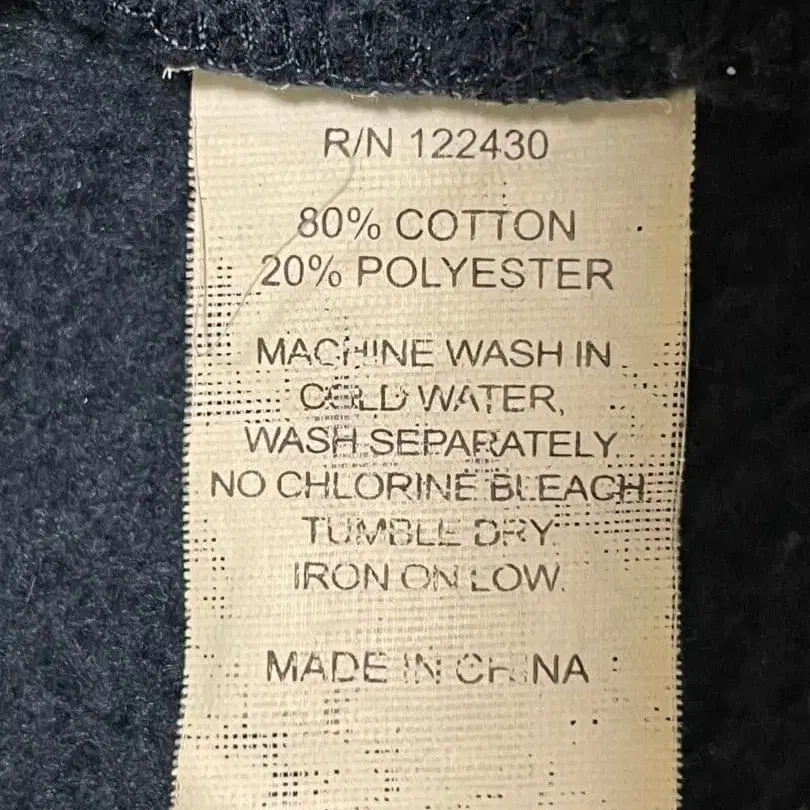 R/N 122430
80% COTTON
20% POLYESTER
MACHINE WASH IN
COLD WATER,
WASH SEPARATELY.
NO CHLORINE BLEACH.
TUMBLE DRY.
IRON ON LOW.
MADE IN CHINA